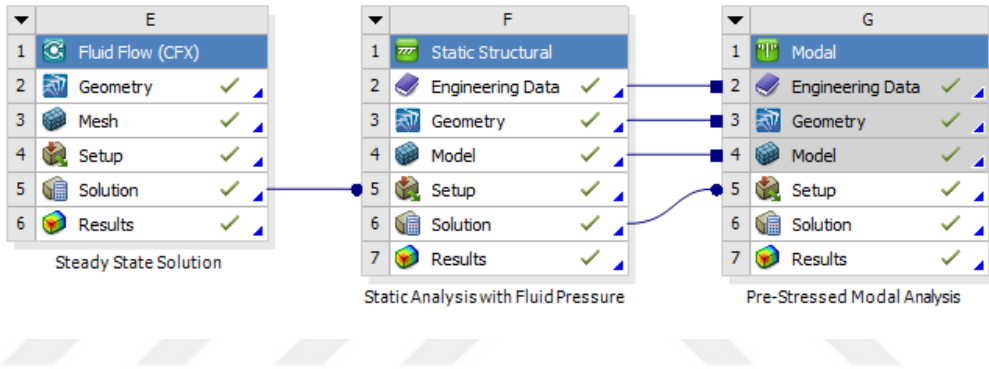 E
1 Fluid Flow (CFX)
2 Geometry
3 Mesh
4 Setup
5 Solution
6 Results
Steady State Solution
F
1 Static Structural
2 Engineering Data
3 Geometry
4 Model
5 Setup
6 Solution
7 Results
Static Analysis with Fluid Pressure
G
1 Modal
2 Engineering Data
3 Geometry
4 Model
5 Setup
6 Solution
7 Results
Pre-Stressed Modal Analysis